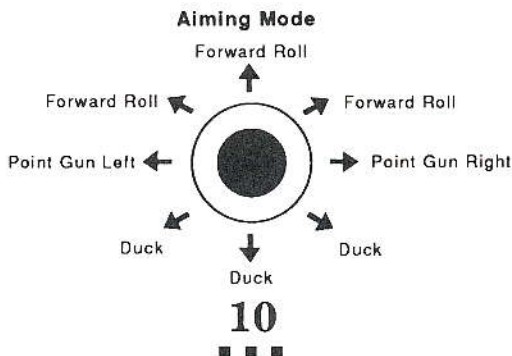 Aiming Mode
Forward Roll
Forward Roll
Forward Roll
Point Gun Left
Point Gun Right
Duck
Duck
Duck
10